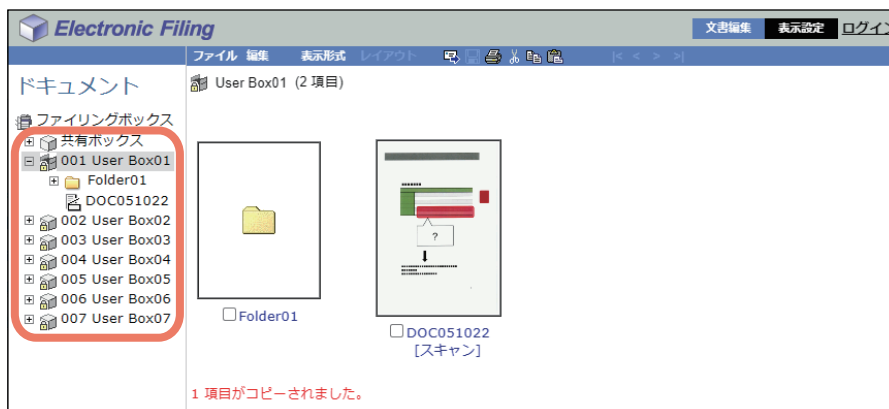 Electronic Filing
文書編集 表示設定 ログイン
ファイル 編集 表示形式 レイアウト |< < > >|
ドキュメント
ファイリングボックス
共有ボックス
001 User Box01
Folder01
DOC051022
002 User Box02
003 User Box03
004 User Box04
005 User Box05
006 User Box06
007 User Box07
User Box01 (2 項目)
?
Folder01
DOC051022
[スキャン]
1 項目がコピーされました。